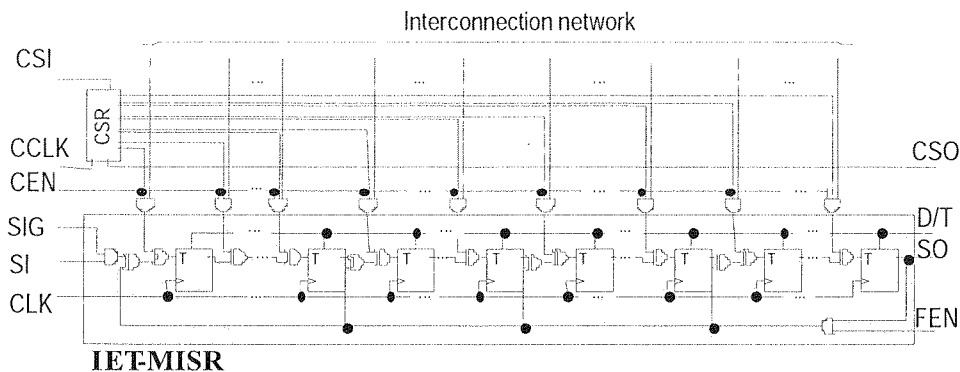 Interconnection network
CSI
... ... ... ...
CSR
CCLK
CSO
CEN
... ... ... ...
D/T
SIG
... ... ... ...
SO
SI
T T T T T T T T
CLK
... ... ... ...
FEN
IET-MISR